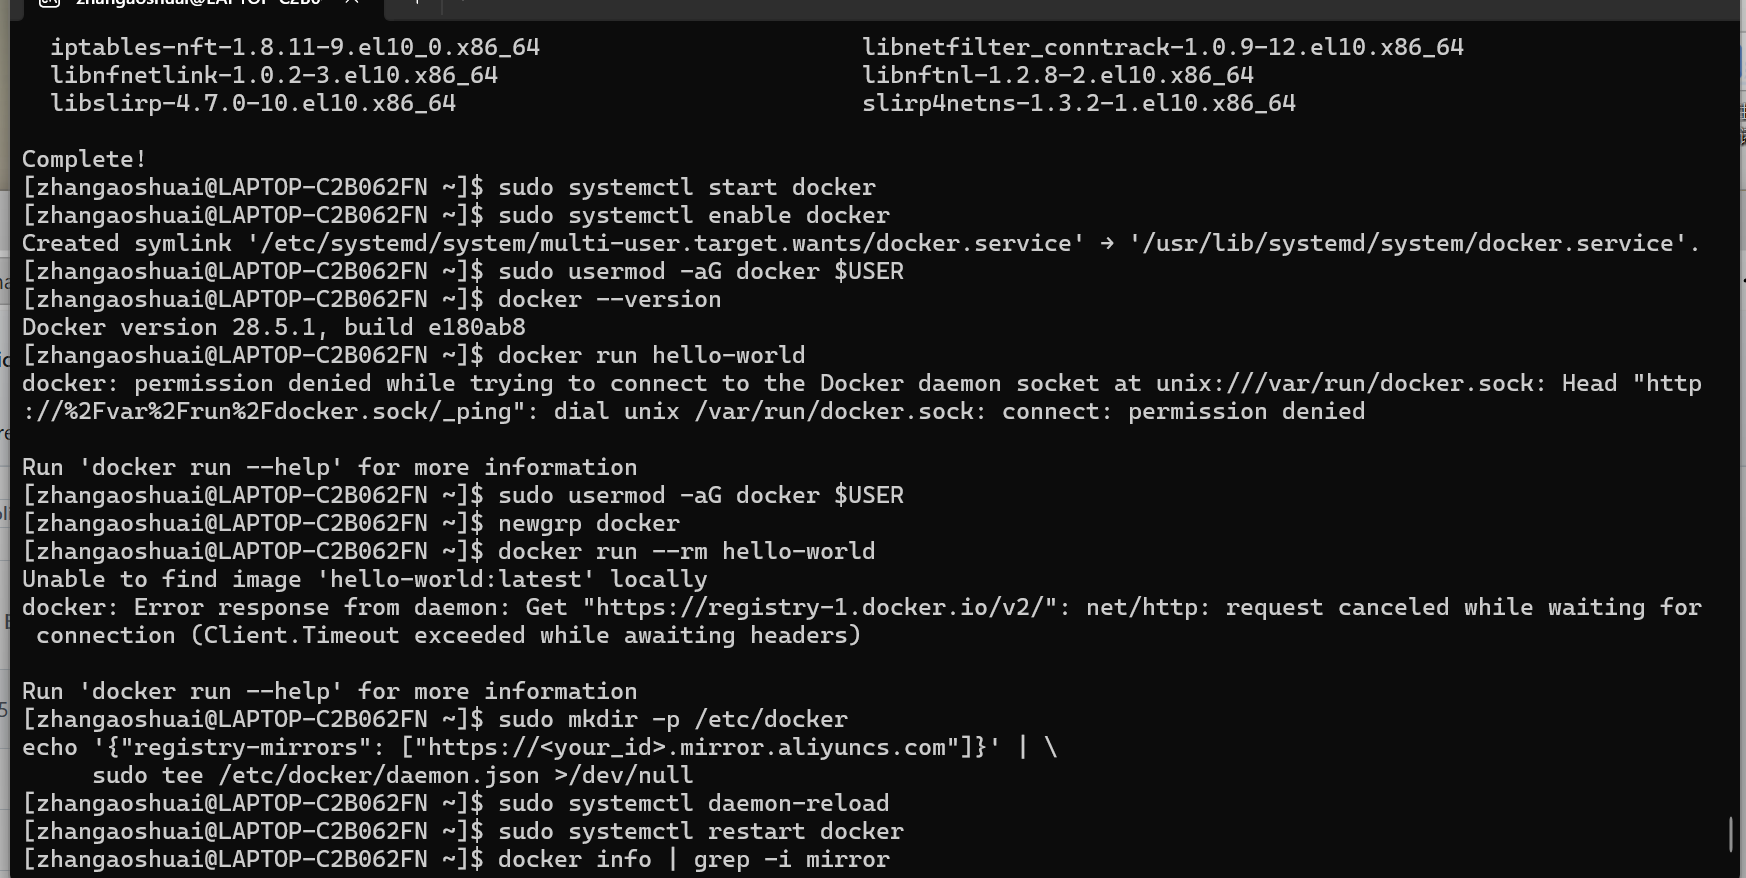 zhangaoshuai@LAPTOP-C2B0
iptables-nft-1.8.11-9.el10_0.x86_64 libnetfilter_conntrack-1.0.9-12.el10.x86_64
libnfnetlink-1.0.2-3.el10.x86_64 libnftnl-1.2.8-2.el10.x86_64
libslirp-4.7.0-10.el10.x86_64 slirp4netns-1.3.2-1.el10.x86_64
Complete!
[zhangaoshuai@LAPTOP-C2B062FN ~]$ sudo systemctl start docker
[zhangaoshuai@LAPTOP-C2B062FN ~]$ sudo systemctl enable docker
Created symlink '/etc/systemd/system/multi-user.target.wants/docker.service' → '/usr/lib/systemd/system/docker.service'.
[zhangaoshuai@LAPTOP-C2B062FN ~]$ sudo usermod -aG docker $USER
[zhangaoshuai@LAPTOP-C2B062FN ~]$ docker --version
Docker version 28.5.1, build e180ab8
[zhangaoshuai@LAPTOP-C2B062FN ~]$ docker run hello-world
docker: permission denied while trying to connect to the Docker daemon socket at unix:///var/run/docker.sock: Head "http
://%2Fvar%2Frun%2Fdocker.sock/_ping": dial unix /var/run/docker.sock: connect: permission denied
Run 'docker run --help' for more information
[zhangaoshuai@LAPTOP-C2B062FN ~]$ sudo usermod -aG docker $USER
[zhangaoshuai@LAPTOP-C2B062FN ~]$ newgrp docker
[zhangaoshuai@LAPTOP-C2B062FN ~]$ docker run --rm hello-world
Unable to find image 'hello-world:latest' locally
docker: Error response from daemon: Get "https://registry-1.docker.io/v2/": net/http: request canceled while waiting for
connection (Client.Timeout exceeded while awaiting headers)
Run 'docker run --help' for more information
[zhangaoshuai@LAPTOP-C2B062FN ~]$ sudo mkdir -p /etc/docker
echo '{"registry-mirrors": ["https://<your_id>.mirror.aliyuncs.com"]}' | \
sudo tee /etc/docker/daemon.json >/dev/null
[zhangaoshuai@LAPTOP-C2B062FN ~]$ sudo systemctl daemon-reload
[zhangaoshuai@LAPTOP-C2B062FN ~]$ sudo systemctl restart docker
[zhangaoshuai@LAPTOP-C2B062FN ~]$ docker info | grep -i mirror